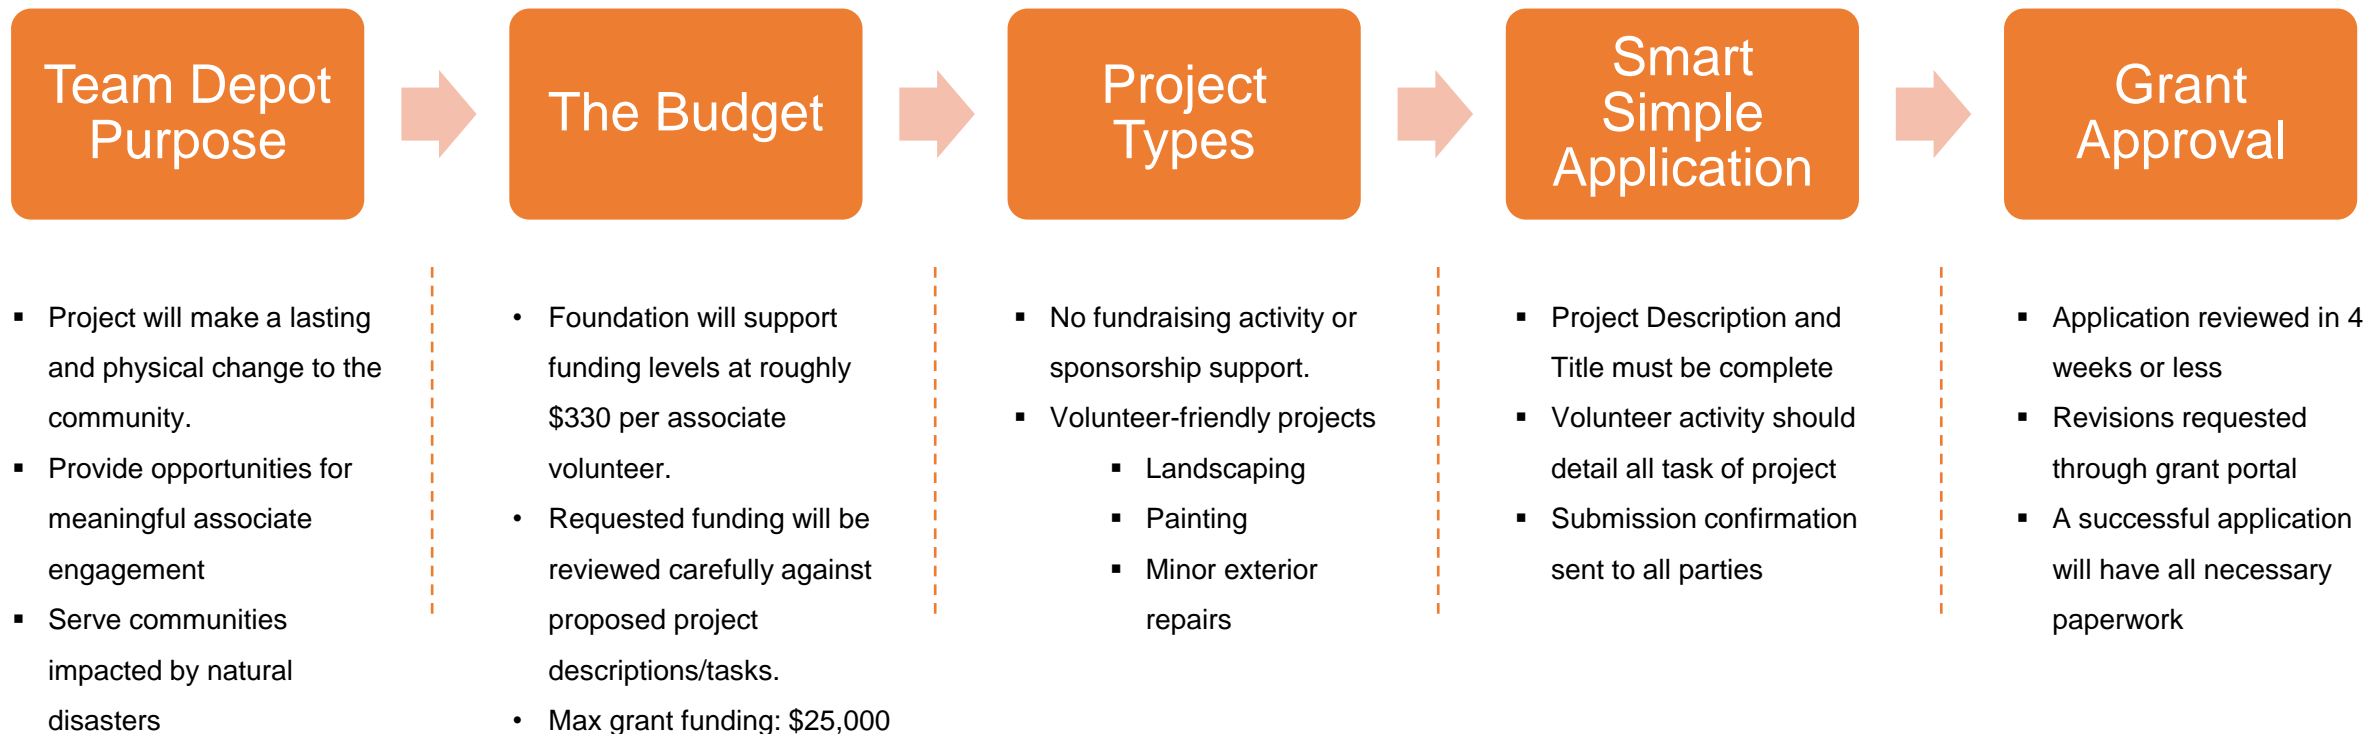 Team Depot
Purpose
The Budget
Project
Types
Smart
Simple
Application
Grant
Approval
▪ Project will make a lasting
and physical change to the
community.
▪ Provide opportunities for
meaningful associate
engagement
▪ Serve communities
impacted by natural
disasters
• Foundation will support
funding levels at roughly
$330 per associate
volunteer.
• Requested funding will be
reviewed carefully against
proposed project
descriptions/tasks.
• Max grant funding: $25,000
▪ No fundraising activity or
sponsorship support.
▪ Volunteer-friendly projects
▪ Landscaping
▪ Painting
▪ Minor exterior
repairs
▪ Project Description and
Title must be complete
▪ Volunteer activity should
detail all task of project
▪ Submission confirmation
sent to all parties
▪ Application reviewed in 4
weeks or less
▪ Revisions requested
through grant portal
▪ A successful application
will have all necessary
paperwork